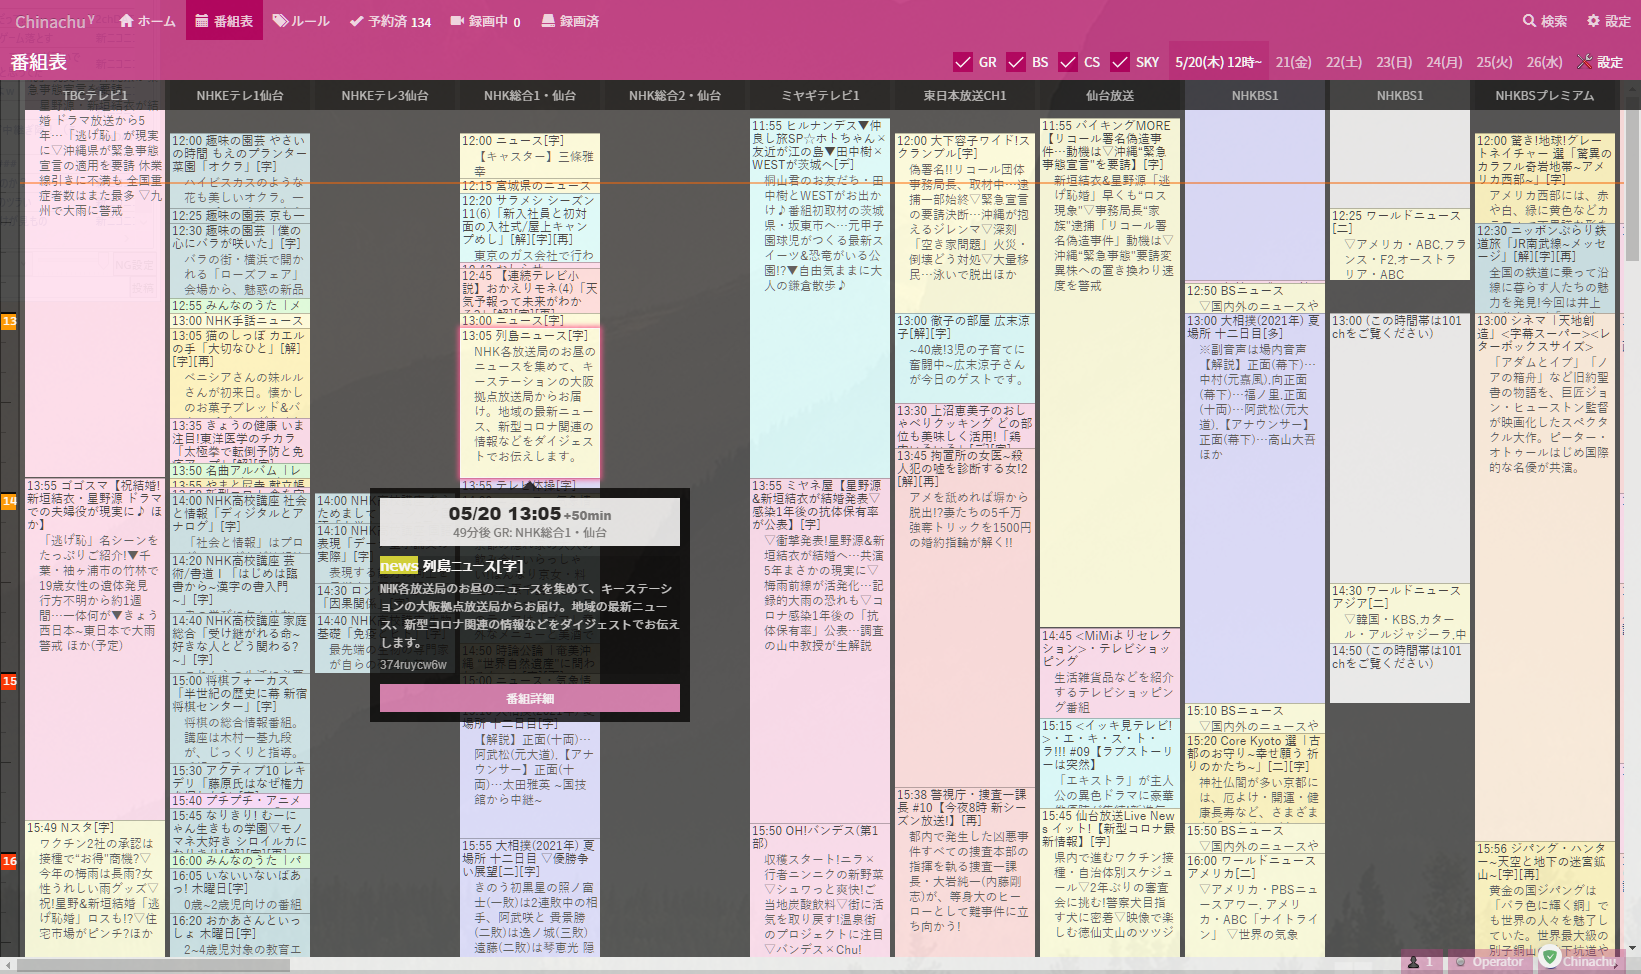 Chinachu γ
ホーム
番組表
ルール
予約済 134
録画中 0
録画済
検索
設定
番組表
GR
BS
CS
SKY
5/20(木) 12時~
21(金)
22(土)
23(日)
24(月)
25(火)
26(水)
設定
TBCテレビ1
NHKEテレ1仙台
NHKEテレ3仙台
NHK総合1・仙台
NHK総合2・仙台
ミヤギテレビ1
東日本放送CH1
仙台放送
NHKBS1
NHKBS1
NHKBSプレミアム
13
14
15
16
婚 ドラマ放送から5
年…「逃げ恥」が現実
に▽沖縄県が緊急事態
宣言の適用を要請 休業
線引きに不満も 全国重
症者数はまた最多 ▽九
州で大雨に警戒
13:55 ゴゴスマ【祝結婚!
新垣結衣・星野源 ドラマ
での夫婦役が現実に♪ ほ
か】
「逃げ恥」名シーンを
たっぷりご紹介!▼千
葉・袖ヶ浦市の竹林で
19歳女性の遺体発見
行方不明から約1週
間…一体何が▼きょう
西日本~東日本で大雨
警戒 ほか(予定)
15:49 Nスタ[字]
ワクチン2社の承認は
接種で“お得”商機?▽
今年の梅雨は長雨?女
性うれしい雨グッズ▽
祝!星野&新垣結婚「逃
げ恥婚」ロスも!?▽住
宅市場がピンチ?ほか
12:00 趣味の園芸 やさい
の時間 もえのプランター
菜園「オクラ」[字]
ハイビスカスのような
花も美しいオクラ。一
12:25 趣味の園芸 京も一
12:30 趣味の園芸「僕の
心にバラが咲いた」[字]
バラの街・横浜で開か
れる「ローズフェア」
会場から、魅惑の新品
12:55 みんなのうた「メ
13:00 NHK手話ニュース
13:05 猫のしっぽ カエル
の手「大切なひと」[解]
[字][再]
ベニシアさんの妹ルル
さんが初来日。懐かし
のお菓子ブレッド&バ
13:35 きょうの健康 いま
注目!東洋医学のチカラ
「太極拳で転倒予防と免
13:50 名曲アルバム「レ
14:00 NHK高校講座 社会
と情報「ディジタルとア
ナログ」[字]
「社会と情報」はプロ
14:20 NHK高校講座 芸
術/書道Ⅰ「はじめは臨
書から~漢字の書入門
~」[字]
14:40 NHK高校講座 家庭
総合「受け継がれる命~
好きな人とどう関わる?
~」[字]
15:00 将棋フォーカス
「半世紀の歴史に幕 新宿
将棋センター」[字]
将棋の総合情報番組。
講座は木村一基九段
が、じっくりと指導。
15:30 アクティブ10 レキ
デリ「藤原氏はなぜ権力
15:40 プチプチ・アニメ
15:45 なりきり! むーに
ゃん生きもの学園▽モノ
マネ大好き シロイルカに
16:00 みんなのうた「パ
16:05 いないいないばあ
っ! 木曜日[字]
0歳~2歳児向けの番組
16:20 おかあさんといっ
しょ 木曜日[字]
2~4歳児対象の教育エ
12:00 ニュース[字]
【キャスター】三條雅
幸
12:15 宮城県のニュース
12:20 サラメシ シーズン
11(6)「新入社員と初対
面の入社式/屋上キャン
プめし」[解][字][再]
東京のガス会社で行わ
12:45 【連続テレビ小
説】おかえりモネ(4)「天
気予報って未来がわか
13:00 ニュース[字]
13:05 列島ニュース[字]
NHK各放送局のお昼の
ニュースを集めて、キ
ーステーションの大阪
拠点放送局からお届
け。地域の最新ニュー
ス、新型コロナ関連の
情報などをダイジェス
トでお伝えします。
13:55 テレビ体操[字]
05/20 13:05 +50min
49分後 GR: NHK総合1・仙台
news 列島ニュース[字]
NHK各放送局のお昼のニュースを集めて、キーステーシ
ョンの大阪拠点放送局からお届け。地域の最新ニュー
ス、新型コロナ関連の情報などをダイジェストでお伝え
します。
374ruycw6w
番組詳細
場所 十二日目[字]
【解説】正面(十両)…
阿武松(元大道),【アナ
ウンサー】正面(十
両)…太田雅英 ~国技
館から中継~
15:55 大相撲(2021年) 夏
場所 十二日目 ▽優勝争
い展望[二][字]
きのう初黒星の照ノ富
士(一敗)は2連敗中の相
手、阿武咲と 貴景勝
(二敗)は逸ノ城(三敗)
遠藤(二敗)は琴恵光 隠
11:55 ヒルナンデス▼仲
良し旅SP☆ホトちゃん×
友近が江の島▼田中樹×
WESTが茨城へ[デ]
桐山君のお友だち・田
中樹とWESTがお出か
け♪番組初取材の茨城
県・坂東市へ…元甲子
園球児がつくる最新ス
イーツ&恐竜がいる公
園!?▼自由気ままに大
人の鎌倉散歩♪
13:55 ミヤネ屋【星野源
&新垣結衣が結婚発表▽
感染1年後の抗体保有率
が公表】[字]
▽衝撃発表!星野源&新
垣結衣が結婚へ…共演
5年まさかの現実に▽
梅雨前線が活発化…記
録的大雨の恐れも▽コ
ロナ感染1年後の「抗
体保有率」公表…調査
の山中教授が生解説
15:50 OH!バンデス(第1
部)
収穫スタート!ニラ×
行者ニンニクの新野菜
▽シュワっと爽快!ご
当地炭酸飲料▽街に活
気を取り戻す!温泉街
のプロジェクトに注目
▽バンデス×Chu!
12:00 大下容子ワイド!ス
クランブル[字]
偽署名!!リコール団体
事務局長、取材中…逮
捕一部始終▽緊急宣言
の要請決断…沖縄が抱
えるジレンマ▽深刻
「空き家問題」火災・
倒壊どう対処▽大量移
民…泳いで脱出ほか
13:00 徹子の部屋 広末涼
子[解][字]
~40歳!3児の子育てに
奮闘中~広末涼子さん
が今日のゲストです。
13:30 上沼恵美子のおし
ゃべりクッキング どの部
位も美味しく活用!「鶏
13:45 拘置所の女医~殺
人犯の嘘を診断する女!2
[解][再]
アメを舐めれば塀から
脱出!?妻たちの5千万
強奪トリックを1500円
の婚約指輪が解く!!
15:38 警視庁・捜査一課
長 #10【今夜8時 新シー
ズン放送!】[再]
都内で発生した凶悪事
件すべての捜査本部の
指揮を執る捜査一課
長・大岩純一(内藤剛
志)が、等身大のヒー
ローとして難事件に立
ち向かう!
11:55 バイキングMORE
【リコール署名偽造事
件…動機は▽沖縄“緊急
事態宣言”を要請】[字]
新垣結衣&星野源「逃
げ恥婚」早くも“ロス
現象”▽事務局長“家
族”逮捕「リコール署
名偽造事件」動機は▽
沖縄“緊急事態”要請変
異株への置き換わり速
度を警戒
14:45 <MiMiよりセレク
ション>・テレビショッ
ピング
生活雑貨品などを紹介
するテレビショッピン
グ番組
15:15 <イッキ見テレビ!
>・エ・キ・ス・ト・
ラ!!! #09【ラブストーリ
ーは突然】
「エキストラ」が主人
公の異色ドラマに豪華
15:45 仙台放送Live New
s イット!【新型コロナ最
新情報】[字]
県内で進むワクチン接
種・自治体別スケジュ
ール▽2年ぶりの審査
会に挑む!警察犬目指
す犬に密着▽映像で楽
しむ徳仙丈山のツツジ
12:50 BSニュース
▽国内外のニュースや
13:00 大相撲(2021年) 夏
場所 十二日目[多]
※副音声は場内音声
【解説】正面(幕下)…
中村(元嘉風),向正面
(幕下)…福ノ里,正面
(十両)…阿武松(元大
道),【アナウンサー】
正面(幕下)…高山大吾
ほか
15:10 BSニュース
▽国内外のニュースや
15:20 Core Kyoto 選「古
都のお守り~幸せ願う 祈
りのかたち~」[二][字]
神社仏閣が多い京都に
は、厄よけ・開運・健
康長寿など、さまざま
15:50 BSニュース
▽国内外のニュースや
16:00 ワールドニュース
アメリカ[二]
▽アメリカ・PBSニュ
ースアワー, アメリ
カ・ABC「ナイトライ
ン」 ▽世界の気象
12:25 ワールドニュース
[二]
▽アメリカ・ABC,フラ
ンス・F2,オーストラ
リア・ABC
13:00 (この時間帯は101
chをご覧ください)
14:30 ワールドニュース
アジア[二]
▽韓国・KBS,カター
ル・アルジャジーラ,中
14:50 (この時間帯は101
chをご覧ください)
12:00 驚き!地球!グレー
トネイチャー 選「驚異の
カラフル奇岩地帯~アメ
リカ西部~」[字]
アメリカ西部には、赤
や白、緑に黄色などカ
12:30 ニッポンぶらり鉄
道旅「JR南武線~メッセ
ージ」[解][字][再]
全国の鉄道に乗って沿
線に暮らす人たちの魅
力を発見!今回は井上
13:00 シネマ「天地創
造」<字幕スーパー><レ
ターボックスサイズ>
「アダムとイブ」「ノ
アの箱舟」など旧約聖
書の物語を、巨匠ジョ
ン・ヒューストン監督
が映画化したスペクタ
クル大作。ピーター・
オトゥールはじめ国際
的な名優が共演。
15:56 ジパング・ハンタ
ー~天空と地下の迷宮鉱
山~[字][再]
黄金の国ジパングは
「バラ色に輝く銅」で
も世界の人々を魅了し
ていた。世界最大級の
1
Operator
Chinachu